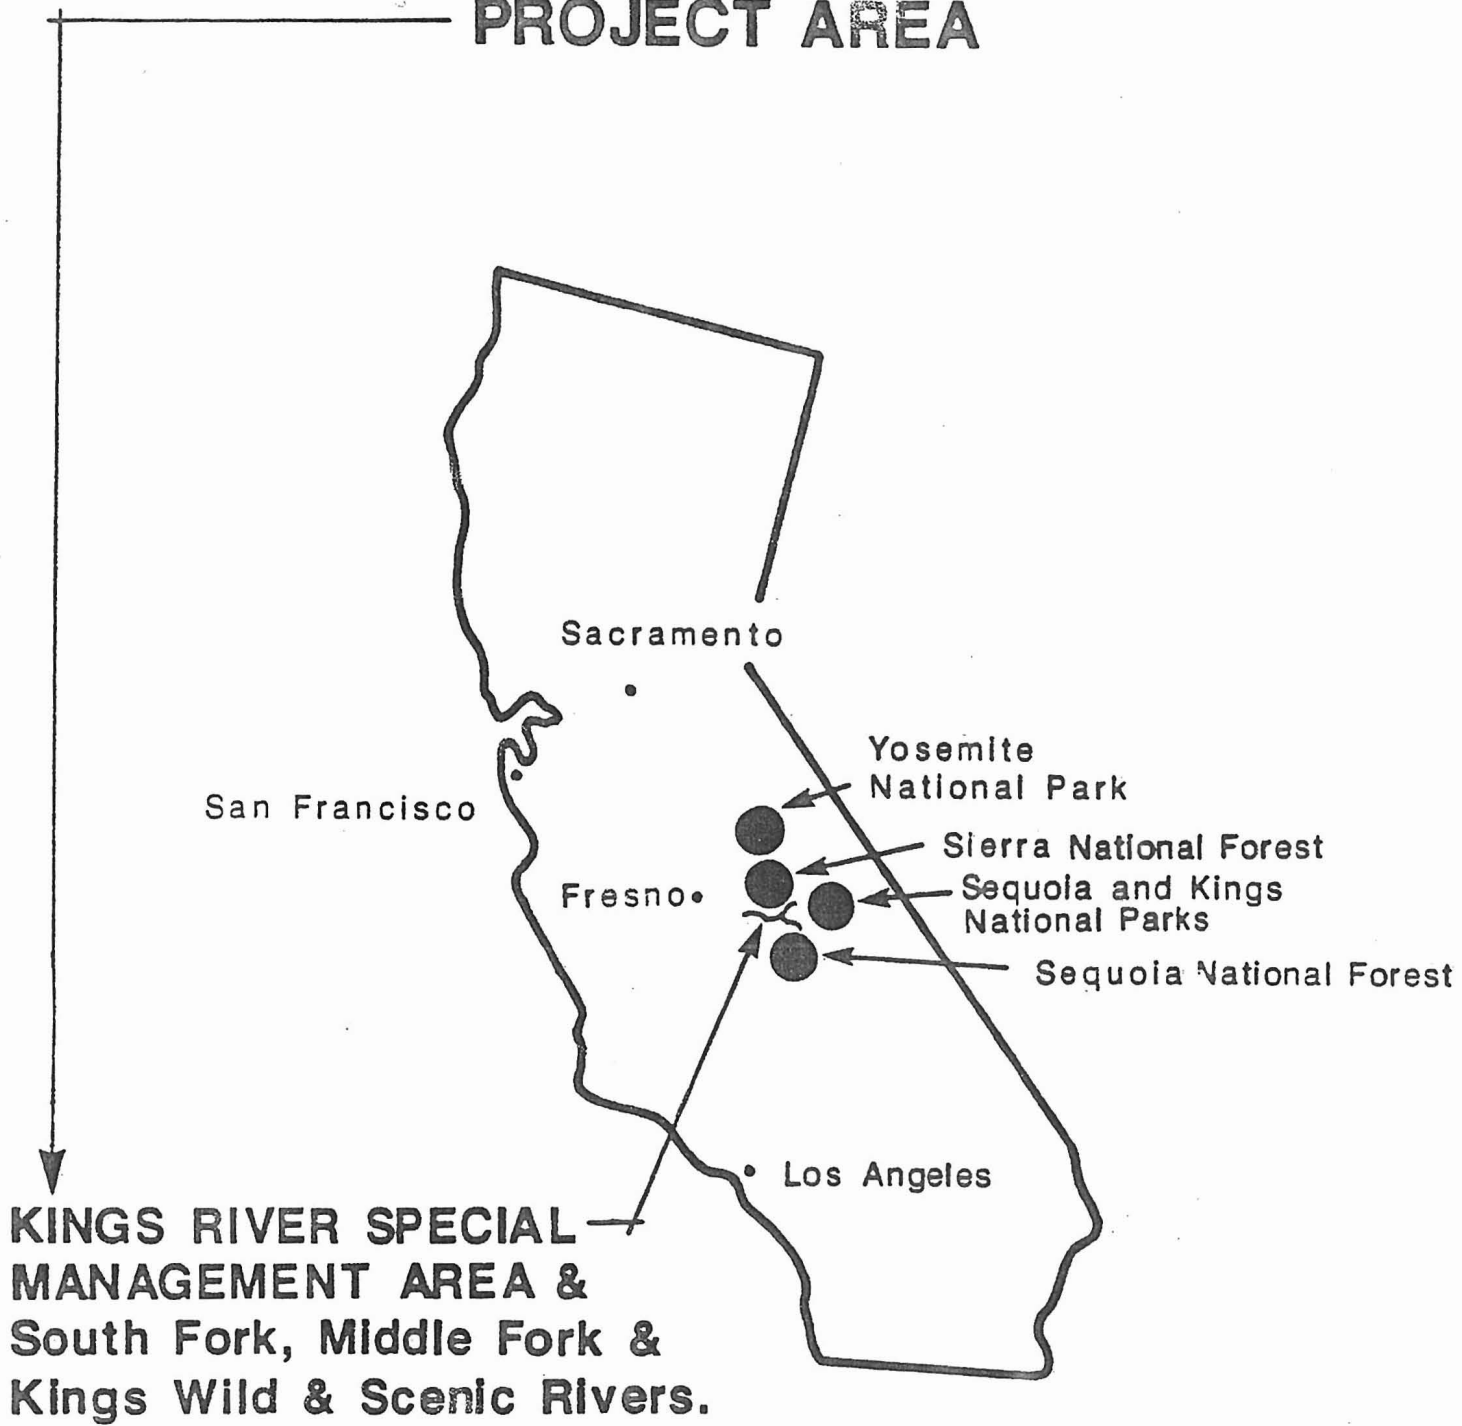 PROJECT AREA
Sacramento
Yosemite
National Park
San Francisco
Sierra National Forest
Fresno
Sequoia and Kings
National Parks
Sequoia National Forest
Los Angeles
KINGS RIVER SPECIAL
MANAGEMENT AREA &
South Fork, Middle Fork &
Kings Wild & Scenic Rivers.